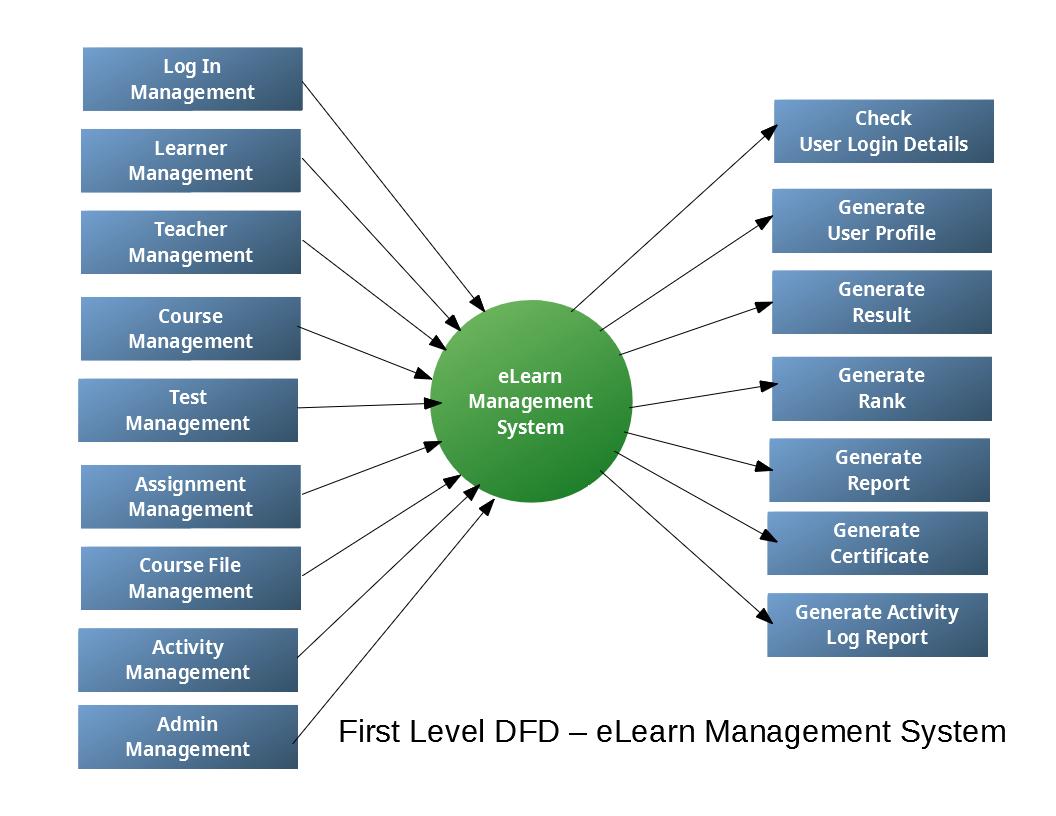 Log In
Management
Learner
Management
Teacher
Management
Course
Management
Test
Management
Assignment
Management
Course File
Management
Activity
Management
Admin
Management
eLearn
Management
System
Check
User Login Details
Generate
User Profile
Generate
Result
Generate
Rank
Generate
Report
Generate
Certificate
Generate Activity
Log Report
First Level DFD – eLearn Management System